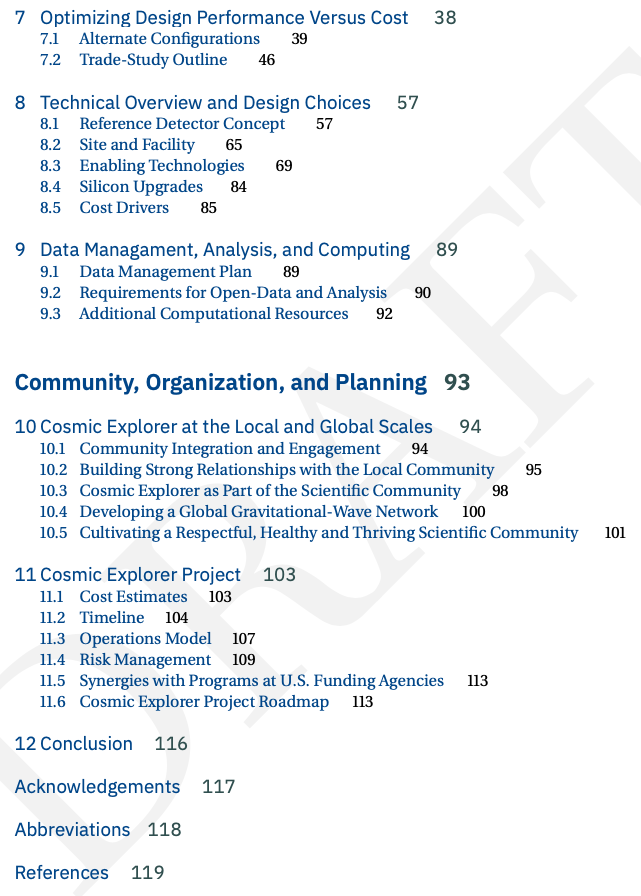 7 Optimizing Design Performance Versus Cost 38
7.1 Alternate Configurations 39
7.2 Trade-Study Outline 46
8 Technical Overview and Design Choices 57
8.1 Reference Detector Concept 57
8.2 Site and Facility 65
8.3 Enabling Technologies 69
8.4 Silicon Upgrades 84
8.5 Cost Drivers 85
9 Data Managament, Analysis, and Computing 89
9.1 Data Management Plan 89
9.2 Requirements for Open-Data and Analysis 90
9.3 Additional Computational Resources 92
Community, Organization, and Planning 93
10 Cosmic Explorer at the Local and Global Scales 94
10.1 Community Integration and Engagement 94
10.2 Building Strong Relationships with the Local Community 95
10.3 Cosmic Explorer as Part of the Scientific Community 98
10.4 Developing a Global Gravitational-Wave Network 100
10.5 Cultivating a Respectful, Healthy and Thriving Scientific Community 101
11 Cosmic Explorer Project 103
11.1 Cost Estimates 103
11.2 Timeline 104
11.3 Operations Model 107
11.4 Risk Management 109
11.5 Synergies with Programs at U.S. Funding Agencies 113
11.6 Cosmic Explorer Project Roadmap 113
12 Conclusion 116
Acknowledgements 117
Abbreviations 118
References 119
DRAFT